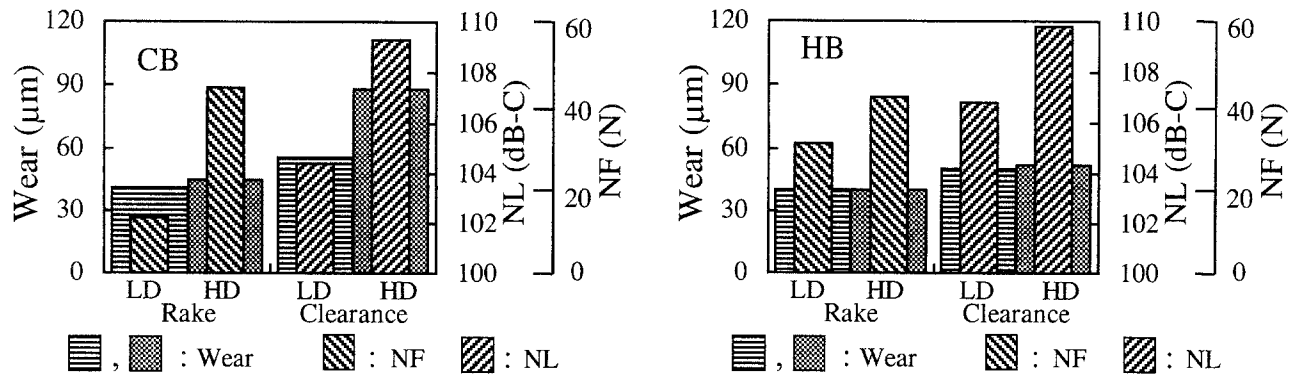 CB
Wear (μm)
120
90
60
30
0
LD HD LD HD
Rake Clearance
110
108
106
104
102
100
NL (dB-C)
60
40
20
0
NF (N)
, : Wear : NF : NL
HB
Wear (μm)
120
90
60
30
0
LD HD LD HD
Rake Clearance
110
108
106
104
102
100
NL (dB-C)
60
40
20
0
NF (N)
, : Wear : NF : NL